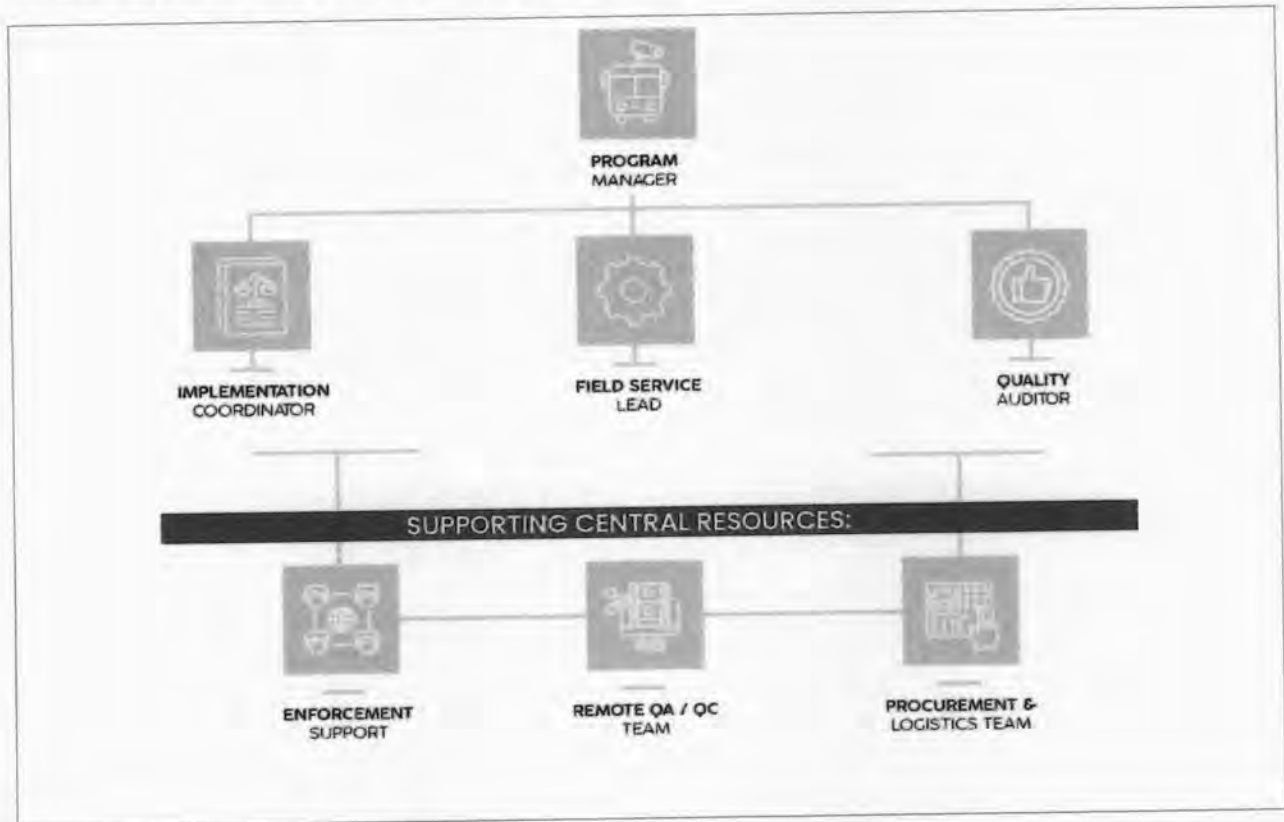 PROGRAM
MANAGER
IMPLEMENTATION
COORDINATOR
FIELD SERVICE
LEAD
QUALITY
AUDITOR
SUPPORTING CENTRAL RESOURCES:
ENFORCEMENT
SUPPORT
REMOTE QA / QC
TEAM
PROCUREMENT &
LOGISTICS TEAM